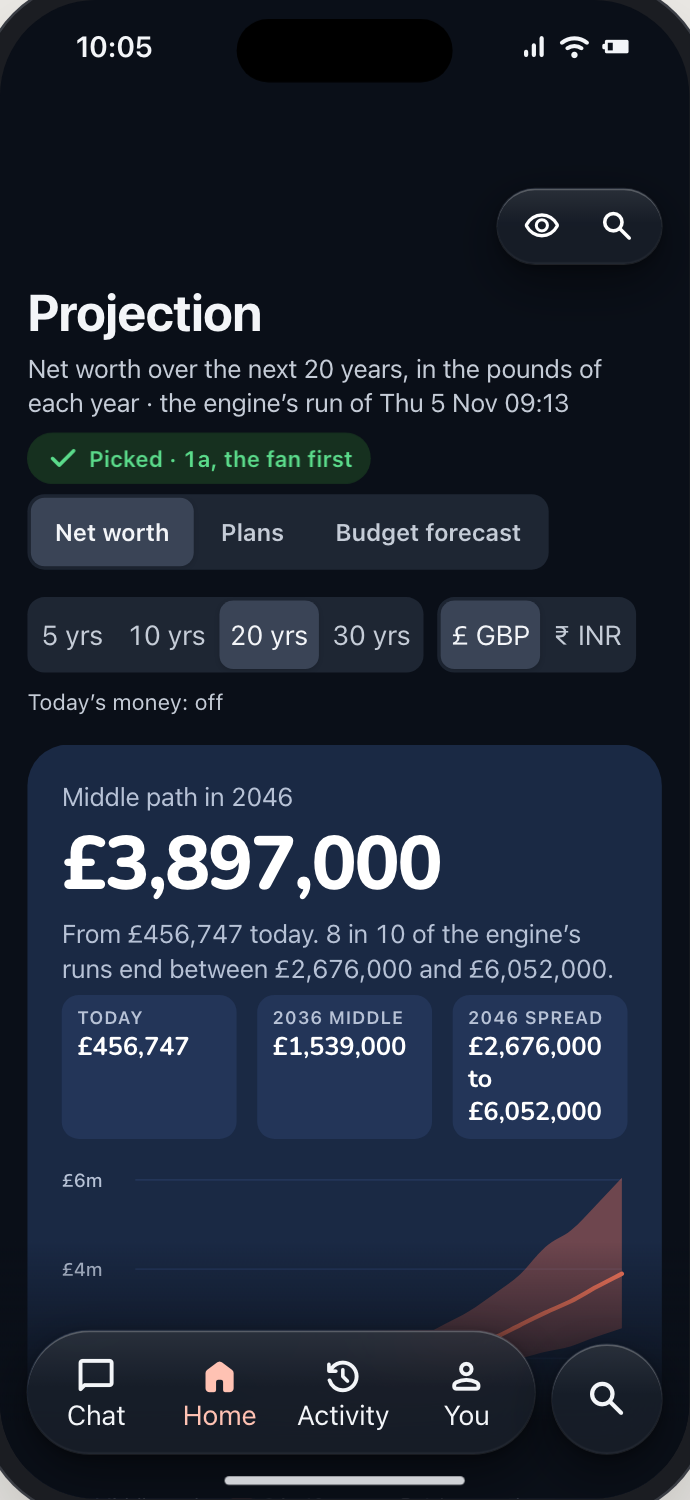 10:05
Projection
Net worth over the next 20 years, in the pounds of
each year · the engine’s run of Thu 5 Nov 09:13
Picked · 1a, the fan first
Net worth Plans Budget forecast
5 yrs 10 yrs 20 yrs 30 yrs £ GBP ₹ INR
Today’s money: off
Middle path in 2046
£3,897,000
From £456,747 today. 8 in 10 of the engine’s
runs end between £2,676,000 and £6,052,000.
TODAY
£456,747
2036 MIDDLE
£1,539,000
2046 SPREAD
£2,676,000
to
£6,052,000
£6m
£4m
Chat Home Activity You